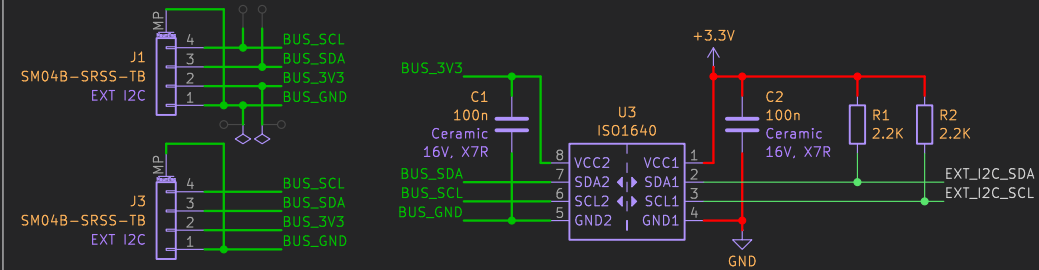 MP
J1
SM04B-SRSS-TB
EXT I2C
4 BUS_SCL
3 BUS_SDA
2 BUS_3V3
1 BUS_GND
MP
J3
SM04B-SRSS-TB
EXT I2C
4 BUS_SCL
3 BUS_SDA
2 BUS_3V3
1 BUS_GND
BUS_3V3
C1
100n
Ceramic
16V, X7R
BUS_SDA
BUS_SCL
BUS_GND
U3
ISO1640
8 VCC2 VCC1 1
7 SDA2 SDA1 2
6 SCL2 SCL1 3
5 GND2 GND1 4
+3.3V
C2
100n
Ceramic
16V, X7R
R1
2.2K
R2
2.2K
EXT_I2C_SDA
EXT_I2C_SCL
GND